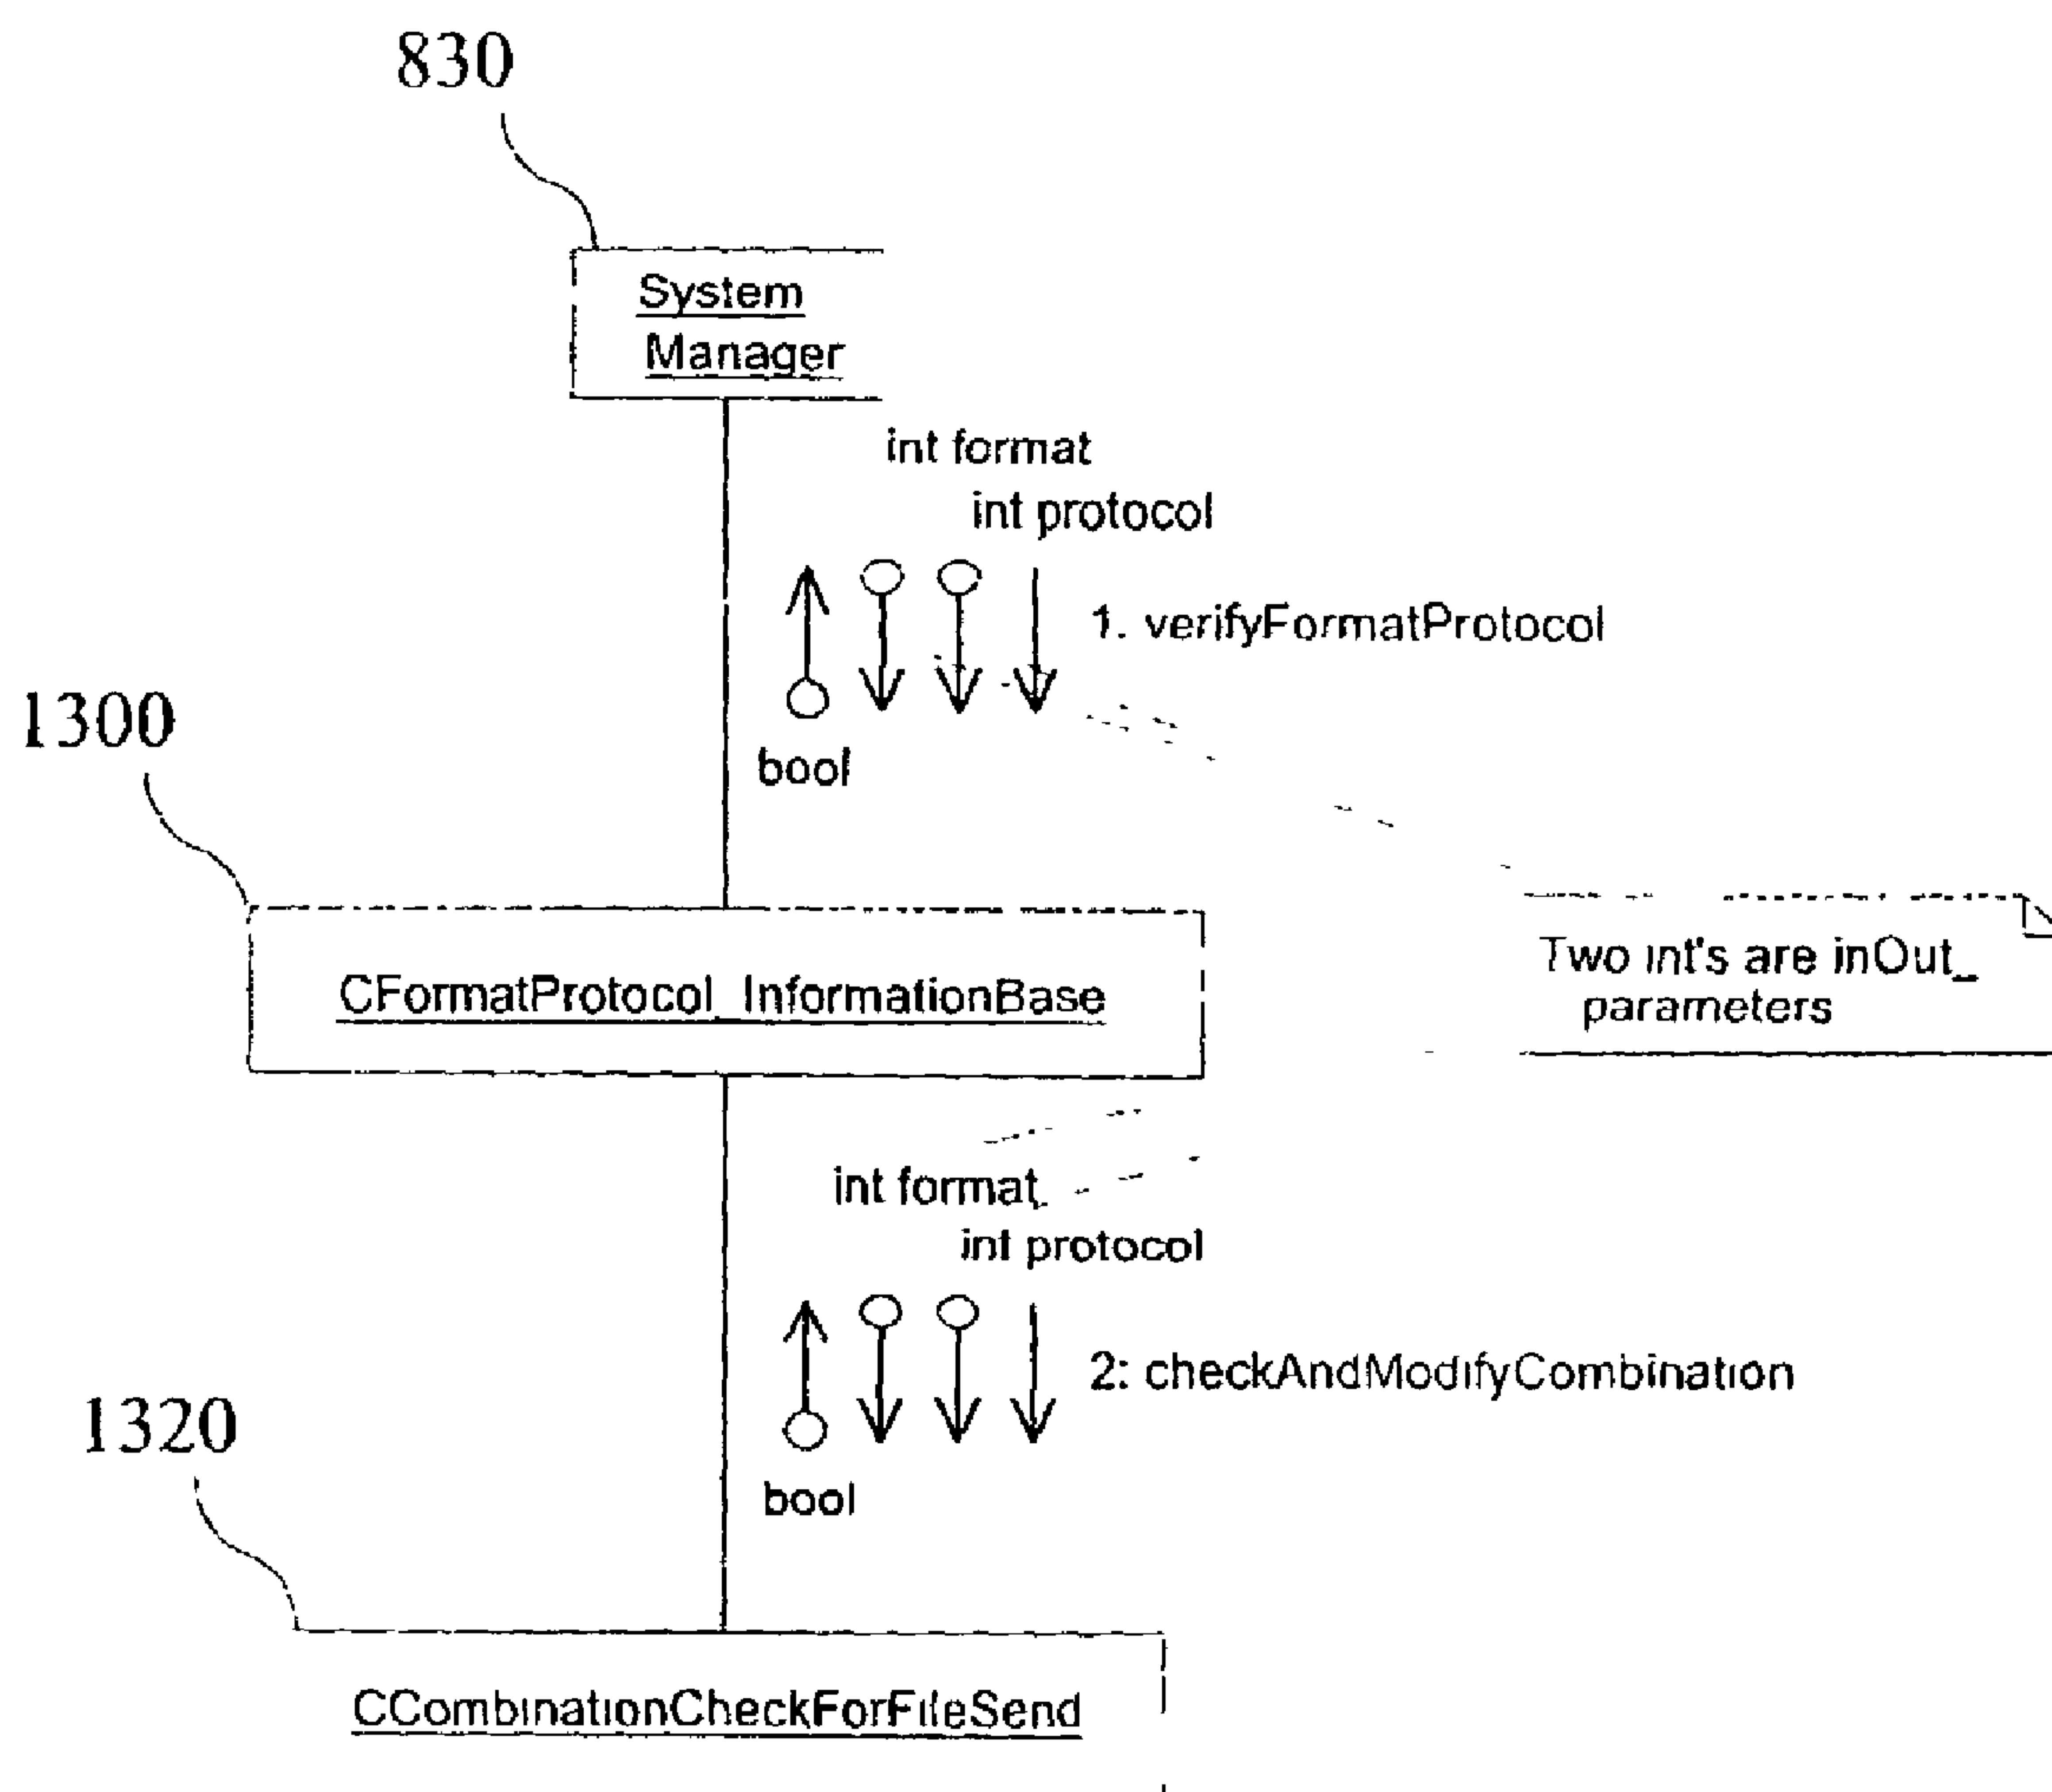 830
System
Manager
int format
int protocol
1. verifyFormatProtocol
bool
1300
CFormatProtocol_InformationBase
Two int's are inOut_
parameters
int format
int protocol
2: checkAndModifyCombination
bool
1320
CCombinationCheckForFileSend